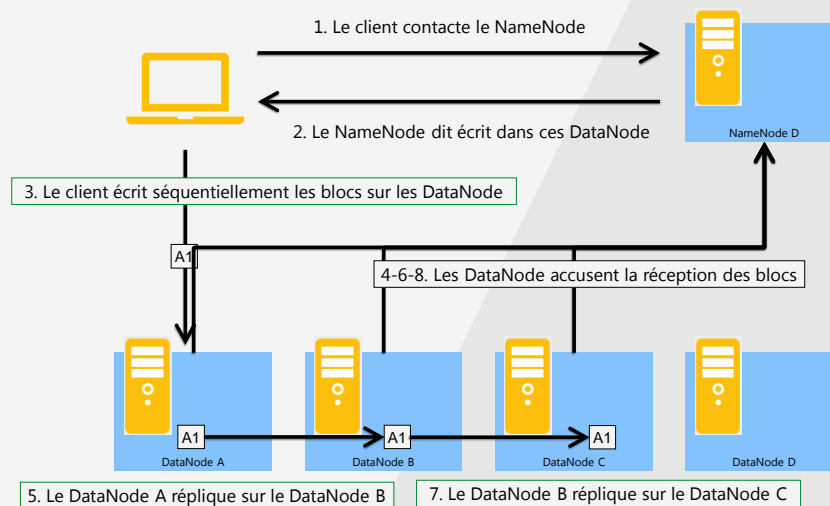 1. Le client contacte le NameNode
2. Le NameNode dit écrit dans ces DataNode
NameNode D
3. Le client écrit séquentiellement les blocs sur les DataNode
A1
4-6-8. Les DataNode accusent la réception des blocs
A1
A1
A1
DataNode A
DataNode B
DataNode C
DataNode D
5. Le DataNode A réplique sur le DataNode B
7. Le DataNode B réplique sur le DataNode C